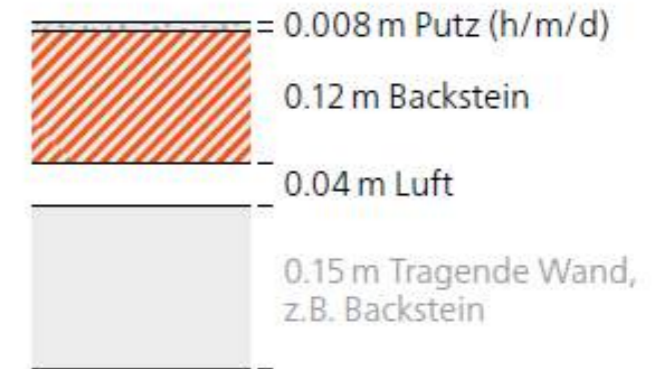 0.008 m Putz (h/m/d)
0.12 m Backstein
0.04 m Luft
0.15 m Tragende Wand,
z.B. Backstein